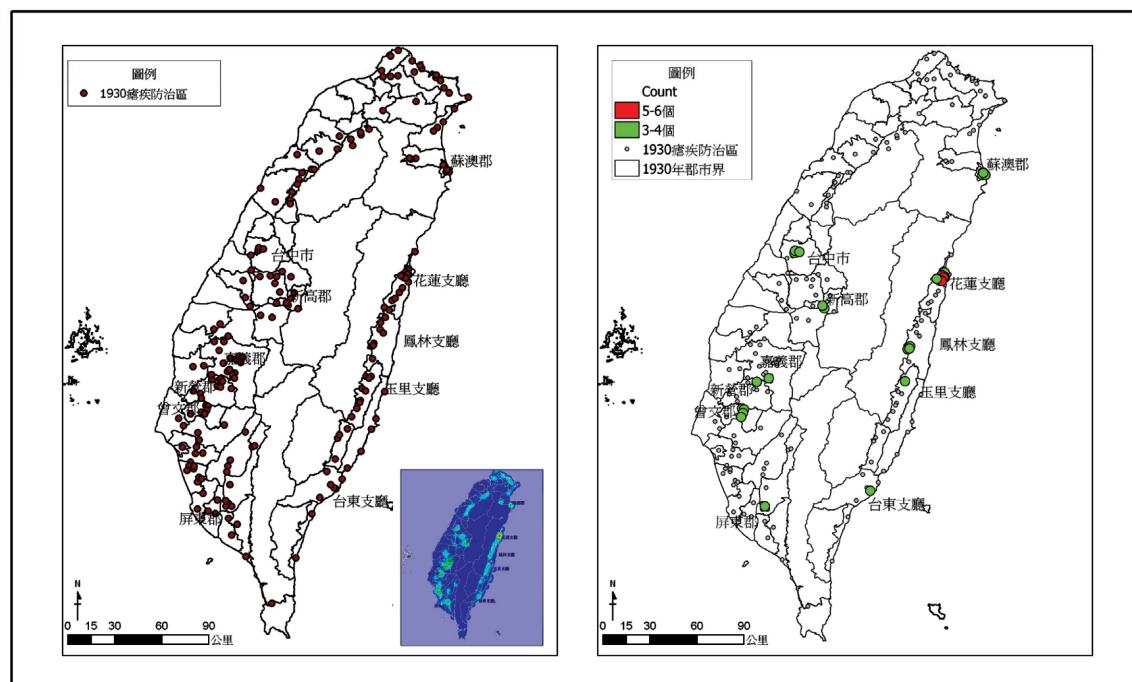 圖例
1930瘧疾防治區
蘇澳郡
台中市
花蓮支廳
新高郡
鳳林支廳
嘉義郡
新營郡
玉里支廳
曾文郡
台東支廳
屏東郡
N
0 15 30 60 90
公里
圖例
Count
5-6個
3-4個
1930瘧疾防治區
1930年郡市界
蘇澳郡
台中市
花蓮支廳
新高郡
鳳林支廳
嘉義郡
新營郡
玉里支廳
曾文郡
台東支廳
屏東郡
N
0 15 30 60 90
公里